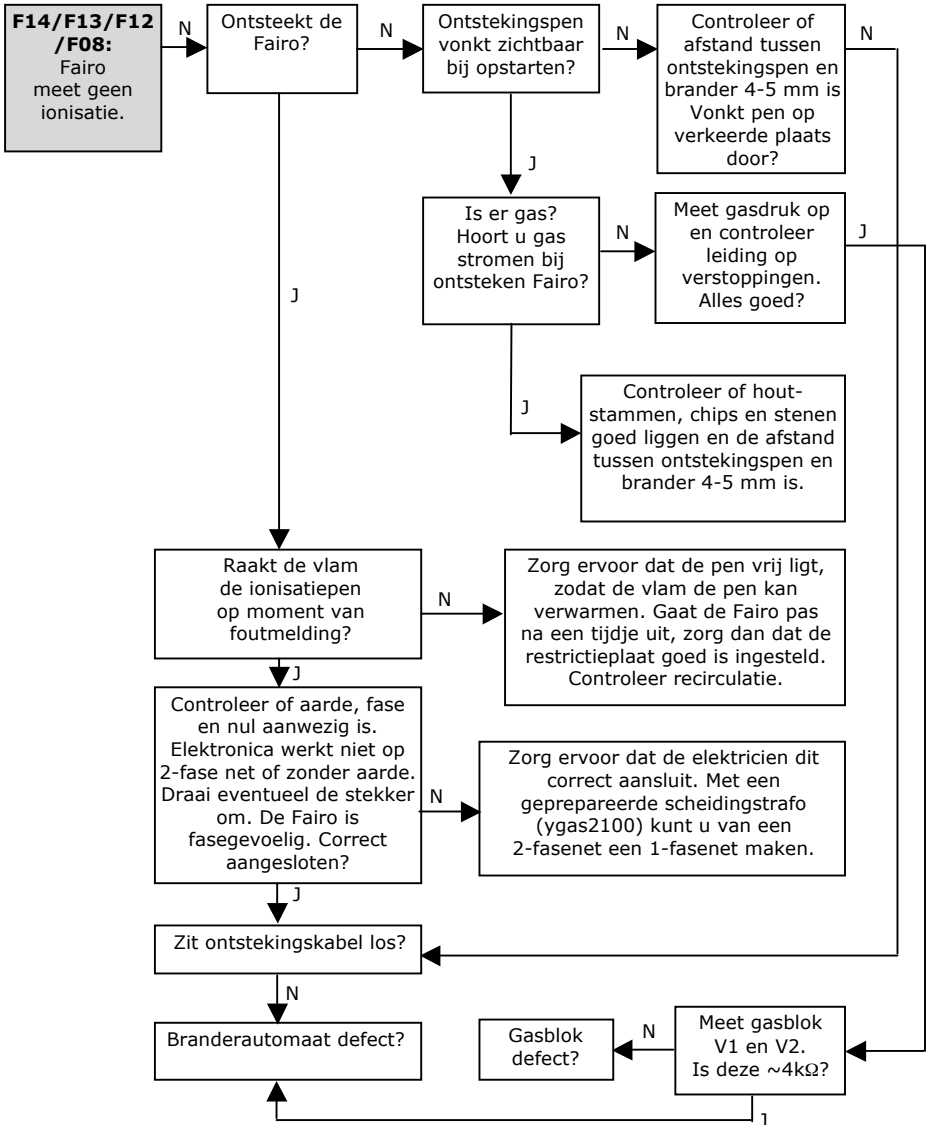 F14/F13/F12
/F08:
Fairo
meet geen
ionisatie.
N
Ontsteekt de
Fairo?
N
Ontstekingspen
vonkt zichtbaar
bij opstarten?
N
Controleer of
afstand tussen
ontstekingspen en
brander 4-5 mm is
Vonkt pen op
verkeerde plaats
door?
N
J
J
Is er gas?
Hoort u gas
stromen bij
ontsteken Fairo?
N
Meet gasdruk op
en controleer
leiding op
verstoppingen.
Alles goed?
J
J
Controleer of hout-
stammen, chips en stenen
goed liggen en de afstand
tussen ontstekingspen en
brander 4-5 mm is.
Raakt de vlam
de ionisatiepen
op moment van
foutmelding?
N
Zorg ervoor dat de pen vrij ligt,
zodat de vlam de pen kan
verwarmen. Gaat de Fairo pas
na een tijdje uit, zorg dan dat de
restrictieplaat goed is ingesteld.
Controleer recirculatie.
J
Controleer of aarde, fase
en nul aanwezig is.
Elektronica werkt niet op
2-fase net of zonder aarde.
Draai eventueel de stekker
om. De Fairo is
fasegevoelig. Correct
aangesloten?
N
Zorg ervoor dat de elektricien dit
correct aansluit. Met een
geprepareerde scheidingstrafo
(ygas2100) kunt u van een
2-fasenet een 1-fasenet maken.
J
Zit ontstekingskabel los?
N
Branderautomaat defect?
Gasblok
defect?
N
Meet gasblok
V1 en V2.
Is deze ~4kΩ?
J